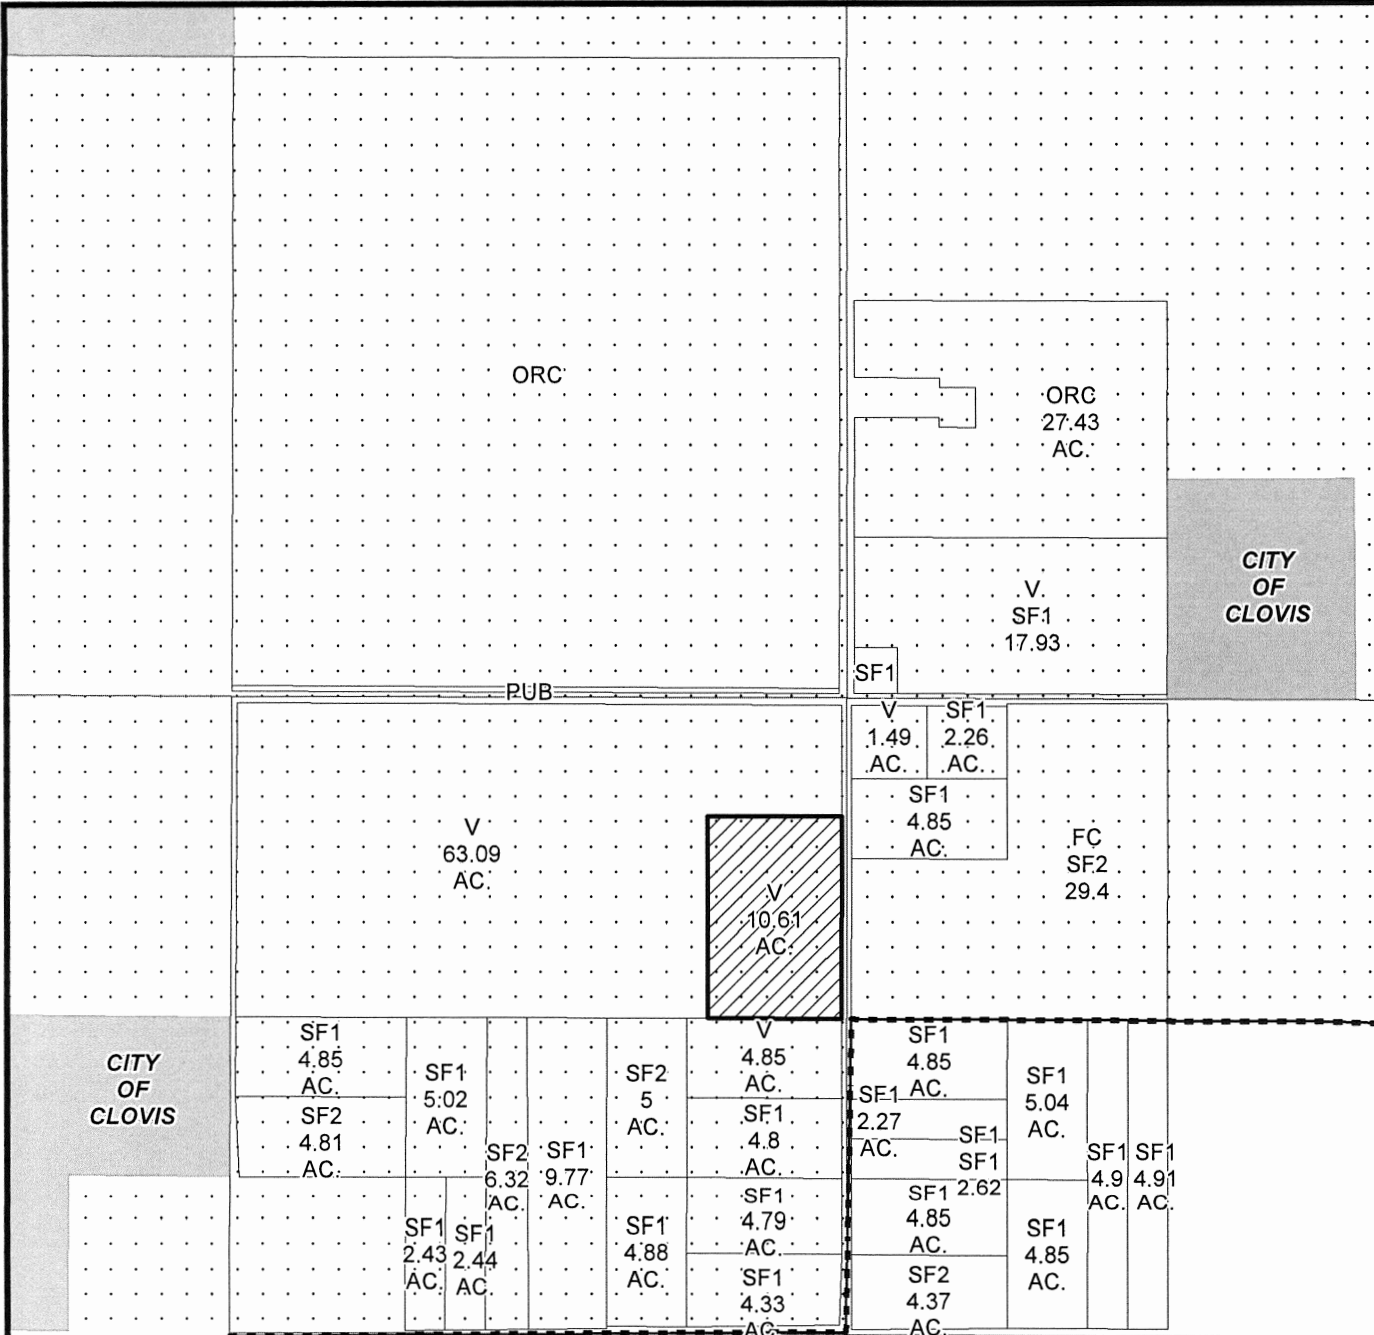 ORC
ORC
27.43
AC.
CITY
OF
CLOVIS
V
SF1
17.93
SF1
PUB
V
1.49
AC.
SF1
2.26
AC.
SF1
4.85
AC.
V
63.09
AC.
FC
SF2
29.4
V
10.61
AC.
CITY
OF
CLOVIS
SF1
4.85
AC.
SF2
4.81
AC.
SF1
5.02
AC.
SF2
6.32
AC.
SF1
9.77
AC.
SF2
5
AC.
V
4.85
AC.
SF1
4.8
AC.
SF1
4.79
AC.
SF1
4.33
AC.
SF1
2.43
AC.
SF1
2.44
AC.
SF1
4.88
AC.
SF1
4.85
AC.
SF1
2.27
AC.
SF1
SF1
2.62
SF1
4.85
AC.
SF2
4.37
AC.
SF1
5.04
AC.
SF1
4.85
AC.
SF1
4.9
AC.
SF1
4.91
AC.